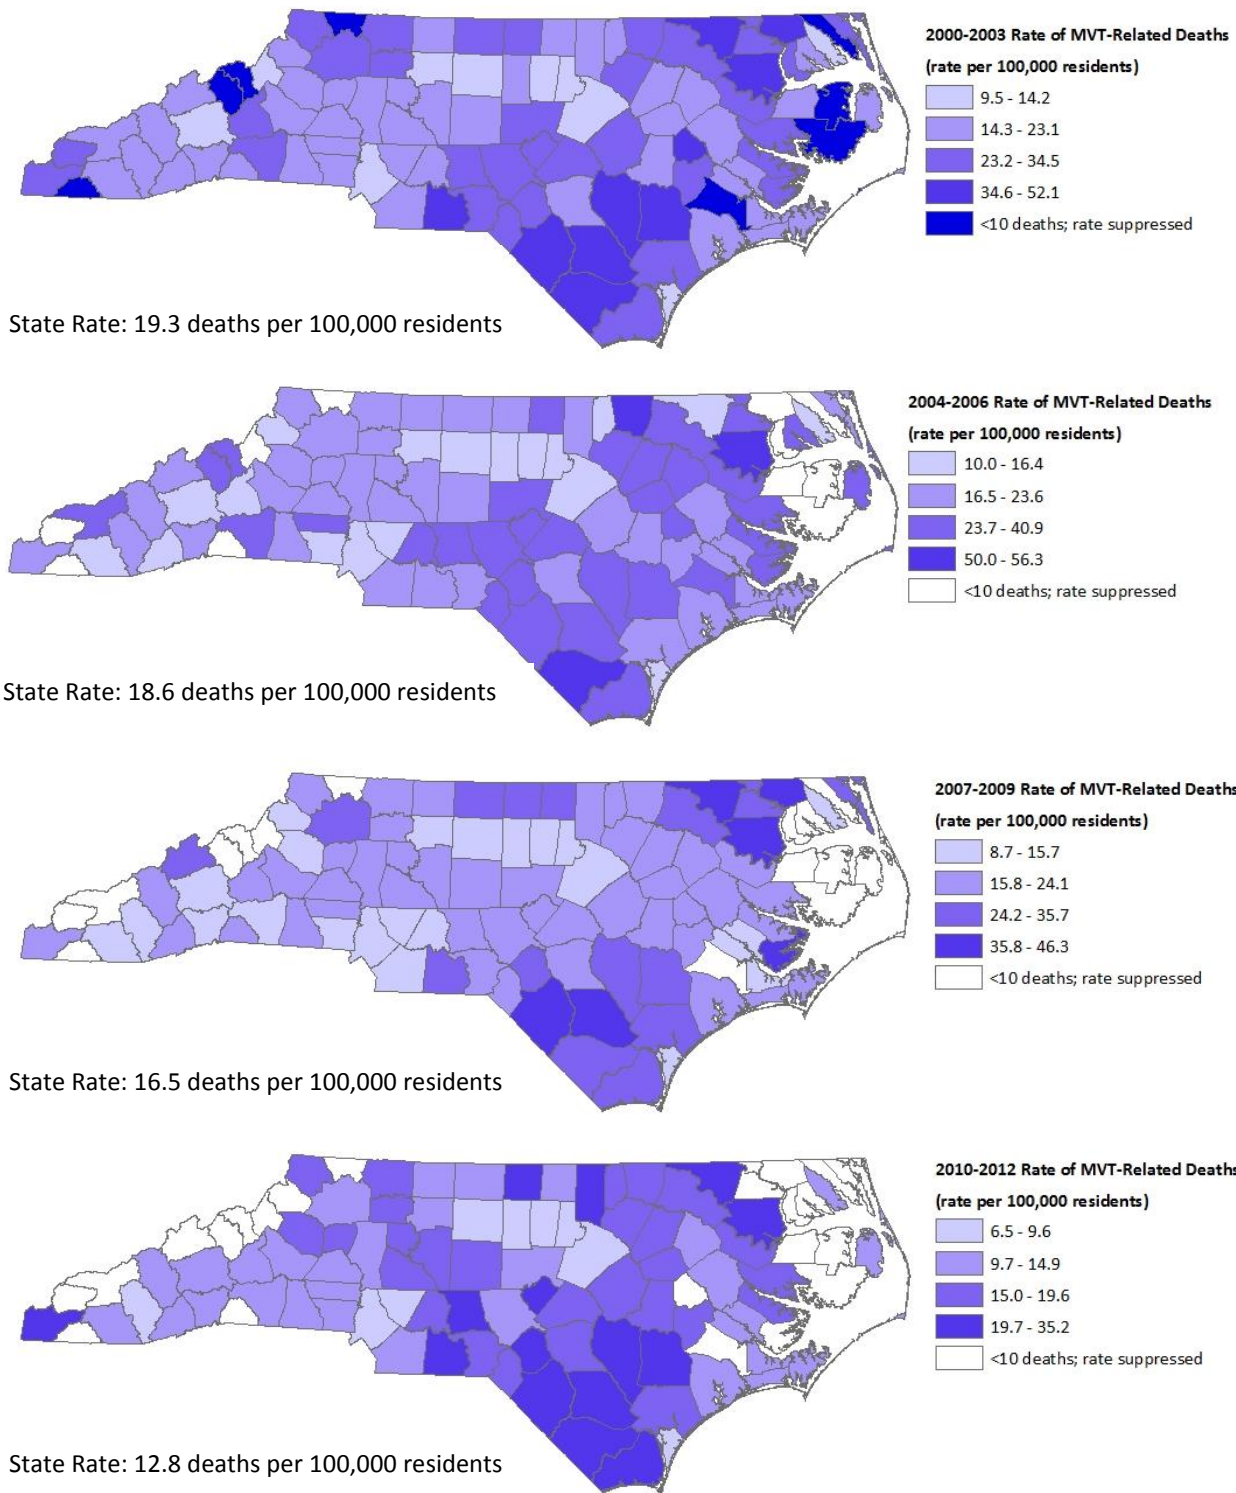 2000-2003 Rate of MVT-Related Deaths
(rate per 100,000 residents)
9.5 - 14.2
14.3 - 23.1
23.2 - 34.5
34.6 - 52.1
<10 deaths; rate suppressed
State Rate: 19.3 deaths per 100,000 residents
2004-2006 Rate of MVT-Related Deaths
(rate per 100,000 residents)
10.0 - 16.4
16.5 - 23.6
23.7 - 40.9
50.0 - 56.3
<10 deaths; rate suppressed
State Rate: 18.6 deaths per 100,000 residents
2007-2009 Rate of MVT-Related Deaths
(rate per 100,000 residents)
8.7 - 15.7
15.8 - 24.1
24.2 - 35.7
35.8 - 46.3
<10 deaths; rate suppressed
State Rate: 16.5 deaths per 100,000 residents
2010-2012 Rate of MVT-Related Deaths
(rate per 100,000 residents)
6.5 - 9.6
9.7 - 14.9
15.0 - 19.6
19.7 - 35.2
<10 deaths; rate suppressed
State Rate: 12.8 deaths per 100,000 residents